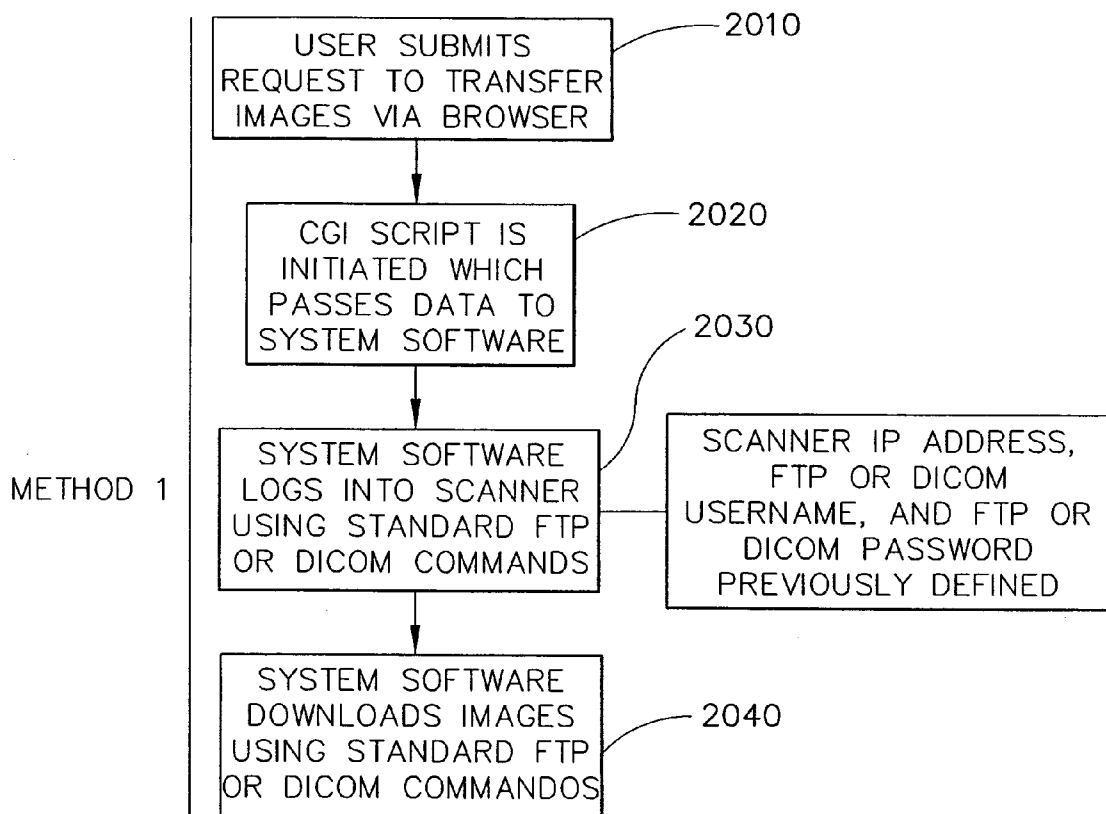 USER SUBMITS
REQUEST TO TRANSFER
IMAGES VIA BROWSER
2010
CGI SCRIPT IS
INITIATED WHICH
PASSES DATA TO
SYSTEM SOFTWARE
2020
METHOD 1
SYSTEM SOFTWARE
LOGS INTO SCANNER
USING STANDARD FTP
OR DICOM COMMANDS
2030
SCANNER IP ADDRESS,
FTP OR DICOM
USERNAME, AND FTP OR
DICOM PASSWORD
PREVIOUSLY DEFINED
SYSTEM SOFTWARE
DOWNLOADS IMAGES
USING STANDARD FTP
OR DICOM COMMANDOS
2040